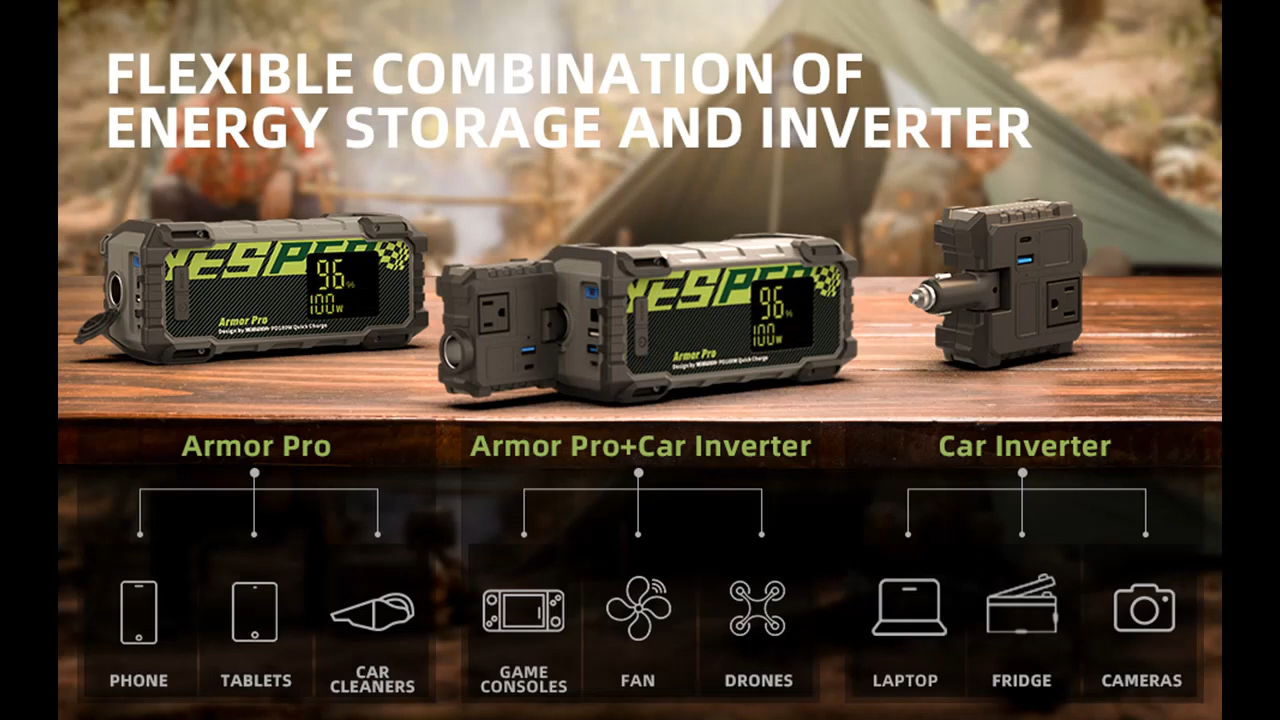 FLEXIBLE COMBINATION OF
ENERGY STORAGE AND INVERTER
YESPER
96%
100W
Armor Pro
YESPER
96%
100W
Armor Pro
Armor Pro
Armor Pro+Car Inverter
Car Inverter
PHONE
TABLETS
CAR
CLEANERS
GAME
CONSOLES
FAN
DRONES
LAPTOP
FRIDGE
CAMERAS